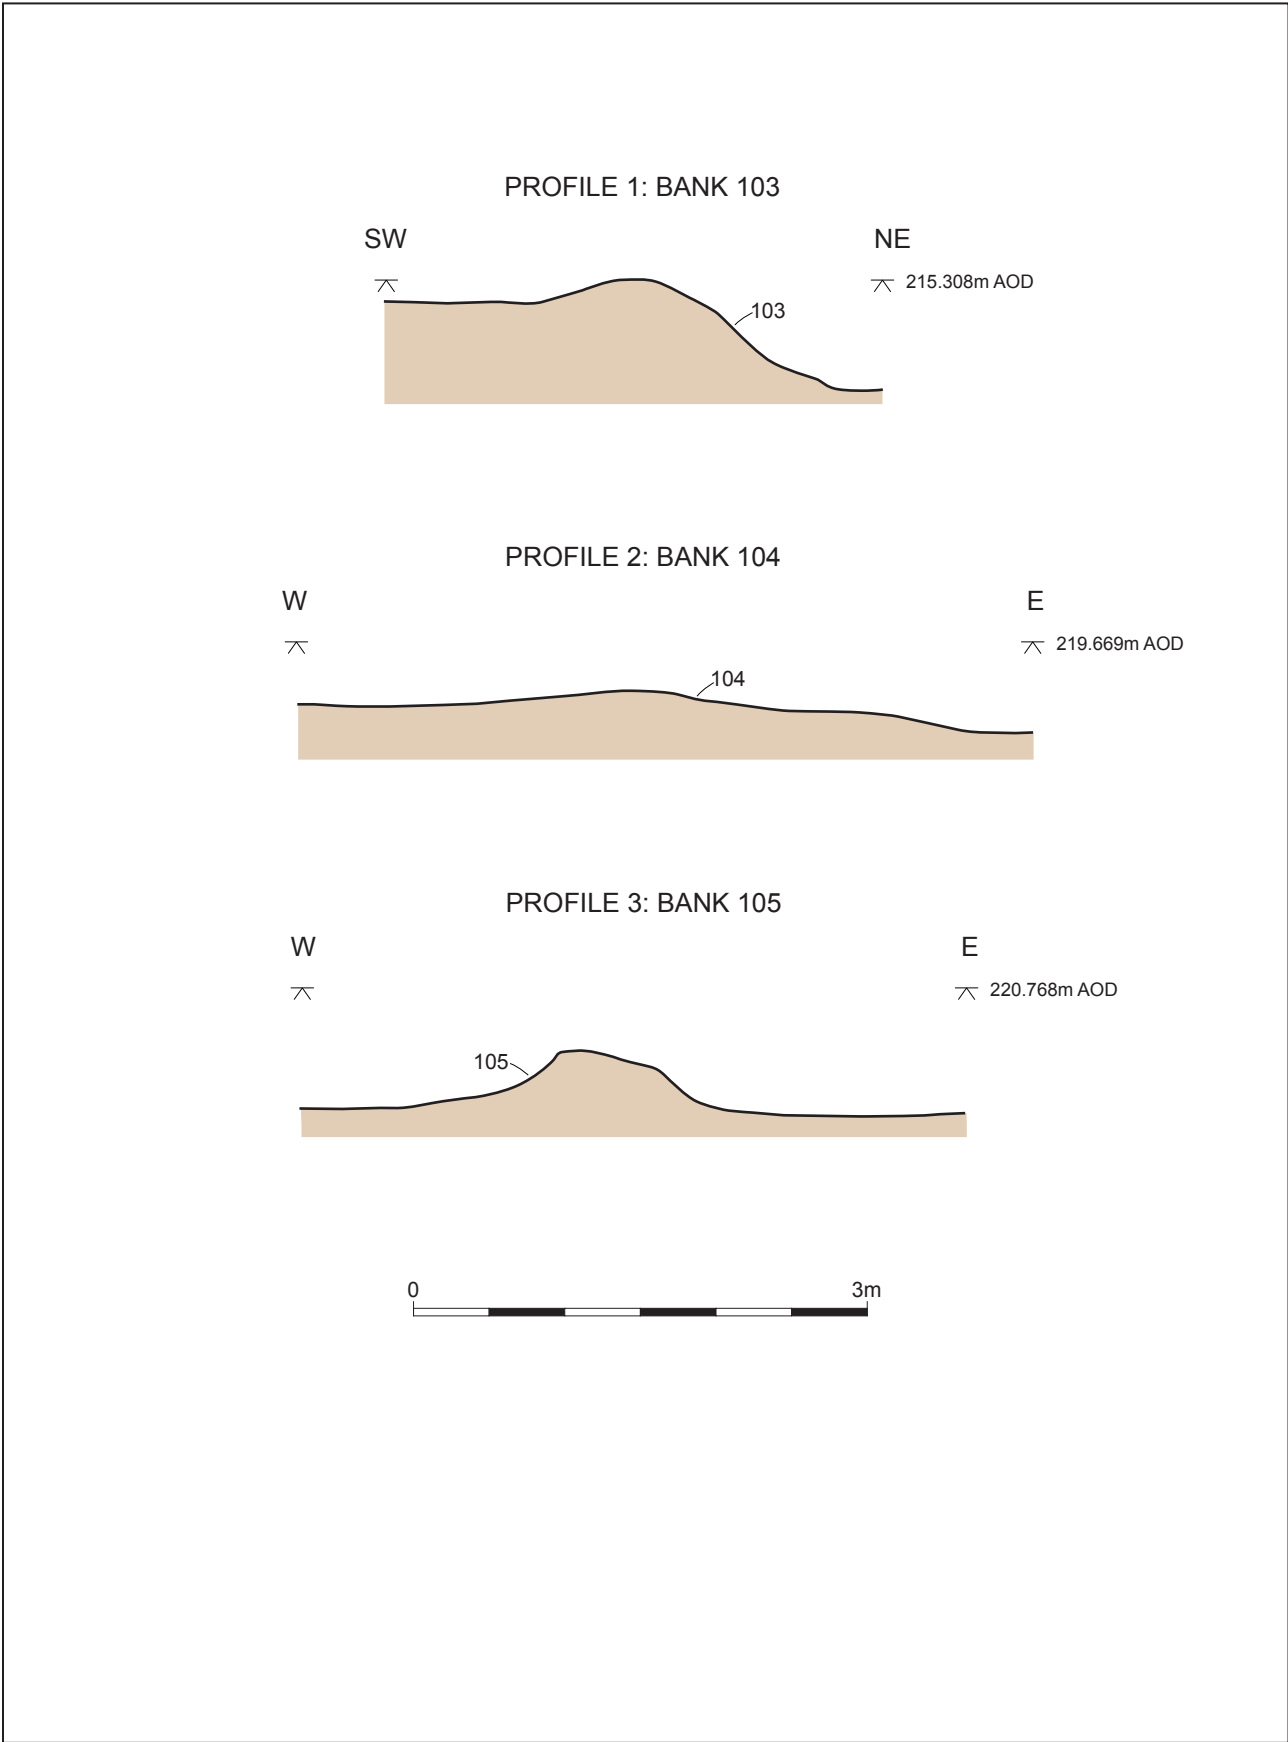 PROFILE 1: BANK 103
SW NE
215.308m AOD
103
PROFILE 2: BANK 104
W E
219.669m AOD
104
PROFILE 3: BANK 105
W E
220.768m AOD
105
0 3m